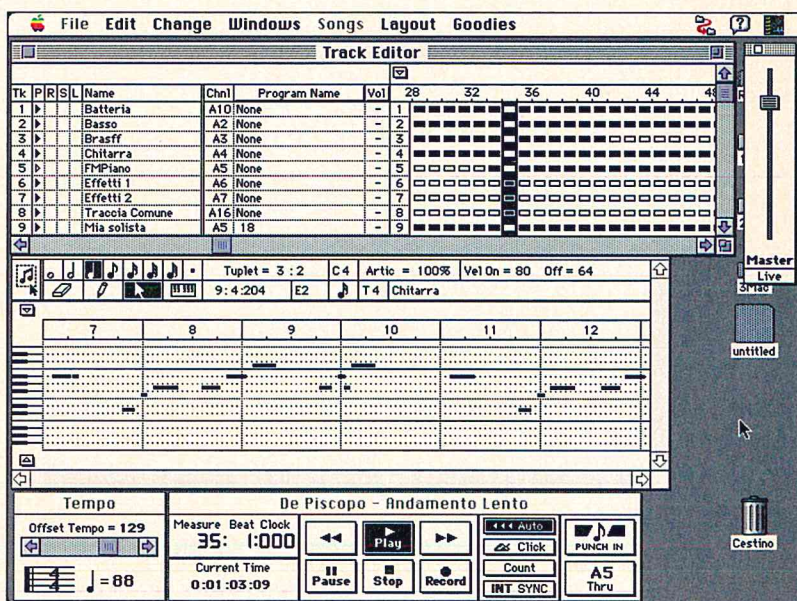 File Edit Change Windows Songs Layout Goodies
Track Editor
Tk P R S L Name Chnl Program Name Vol 28 32 36 40 44 48
1 Batteria A10 None - 1
2 Basso A2 None - 2
3 Brasff A3 None - 3
4 Chitarra A4 None - 4
5 FMPiano A5 None - 5
6 Effetti 1 A6 None - 6
7 Effetti 2 A7 None - 7
8 Traccia Comune A16 None - 8
9 Mia solista A5 18 - 9
Master
Live
Tuplet = 3 : 2 C4 Artic = 100% Vel On = 80 Off = 64
9:4:204 E2 T4 Chitarra
3Mac
7 8 9 10 11 12
untitled
Tempo
De Piscopo - Andamento Lento
Offset Tempo = 129
Measure Beat Clock
35: 1:000
Play
Auto
Click
PUNCH IN
Cestino
4
4
= 88
Current Time
0:01:03:09
Pause Stop Record
Count
INT SYNC
A5
Thru